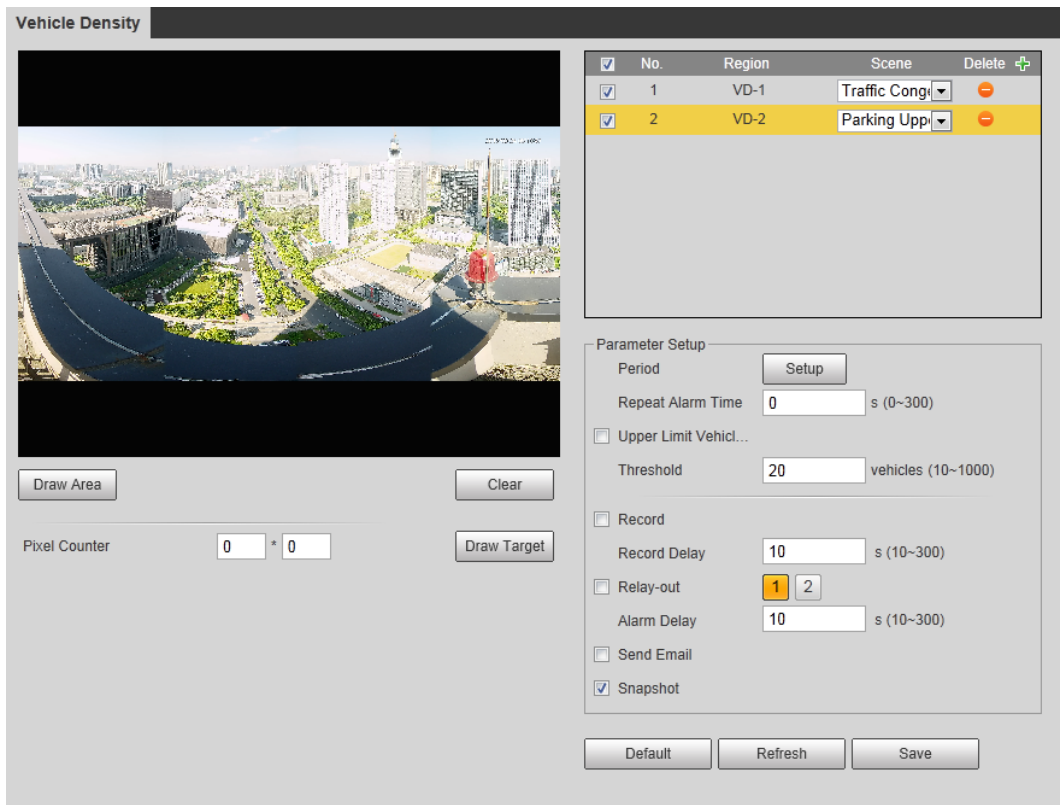 Vehicle Density
No. Region Scene Delete
1 VD-1 Traffic Cong
2 VD-2 Parking Upp
Parameter Setup
Period Setup
Repeat Alarm Time 0 s (0~300)
Upper Limit Vehicl...
Threshold 20 vehicles (10~1000)
Draw Area Clear
Record
Pixel Counter 0 * 0 Draw Target
Record Delay 10 s (10~300)
Relay-out 1 2
Alarm Delay 10 s (10~300)
Send Email
Snapshot
Default Refresh Save